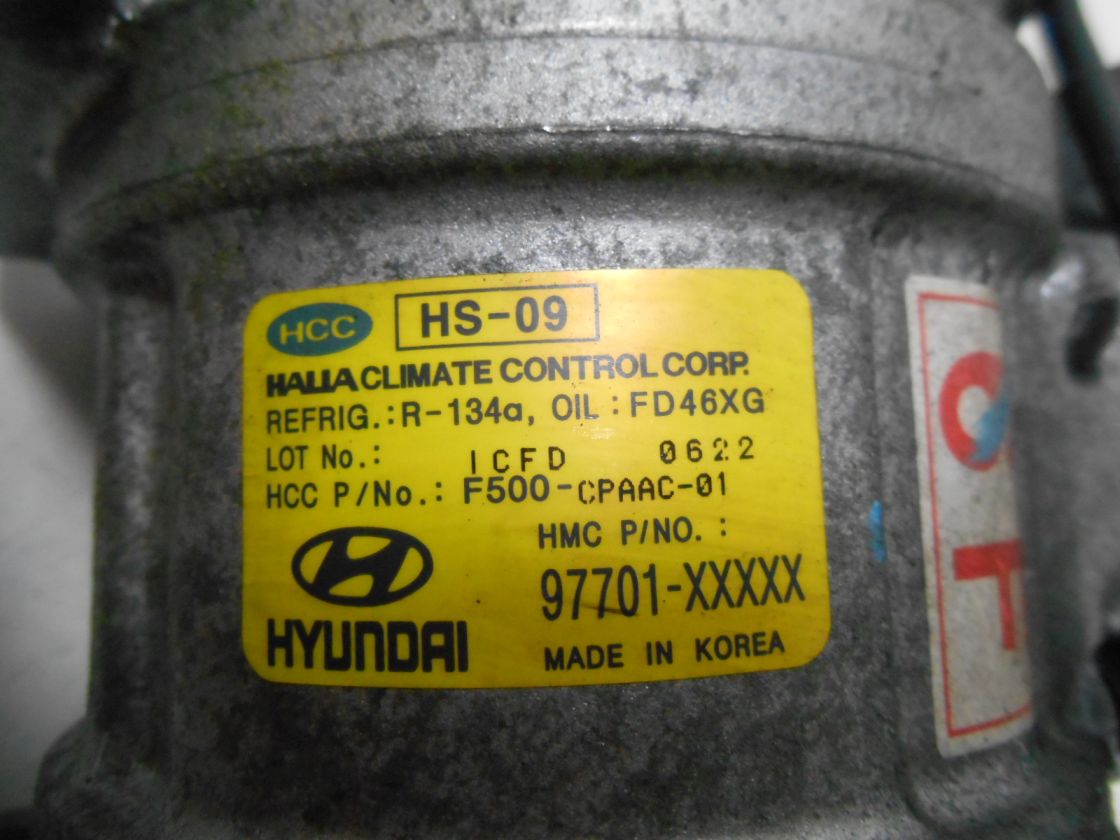 HCC HS-09
HALLA CLIMATE CONTROL CORP.
REFRIG.:R-134a, OIL:FD46XG
LOT No.: ICFD 0622
HCC P/No.: F500-CPAAC-01
HMC P/NO. :
97701-XXXXX
HYUNDAI
MADE IN KOREA